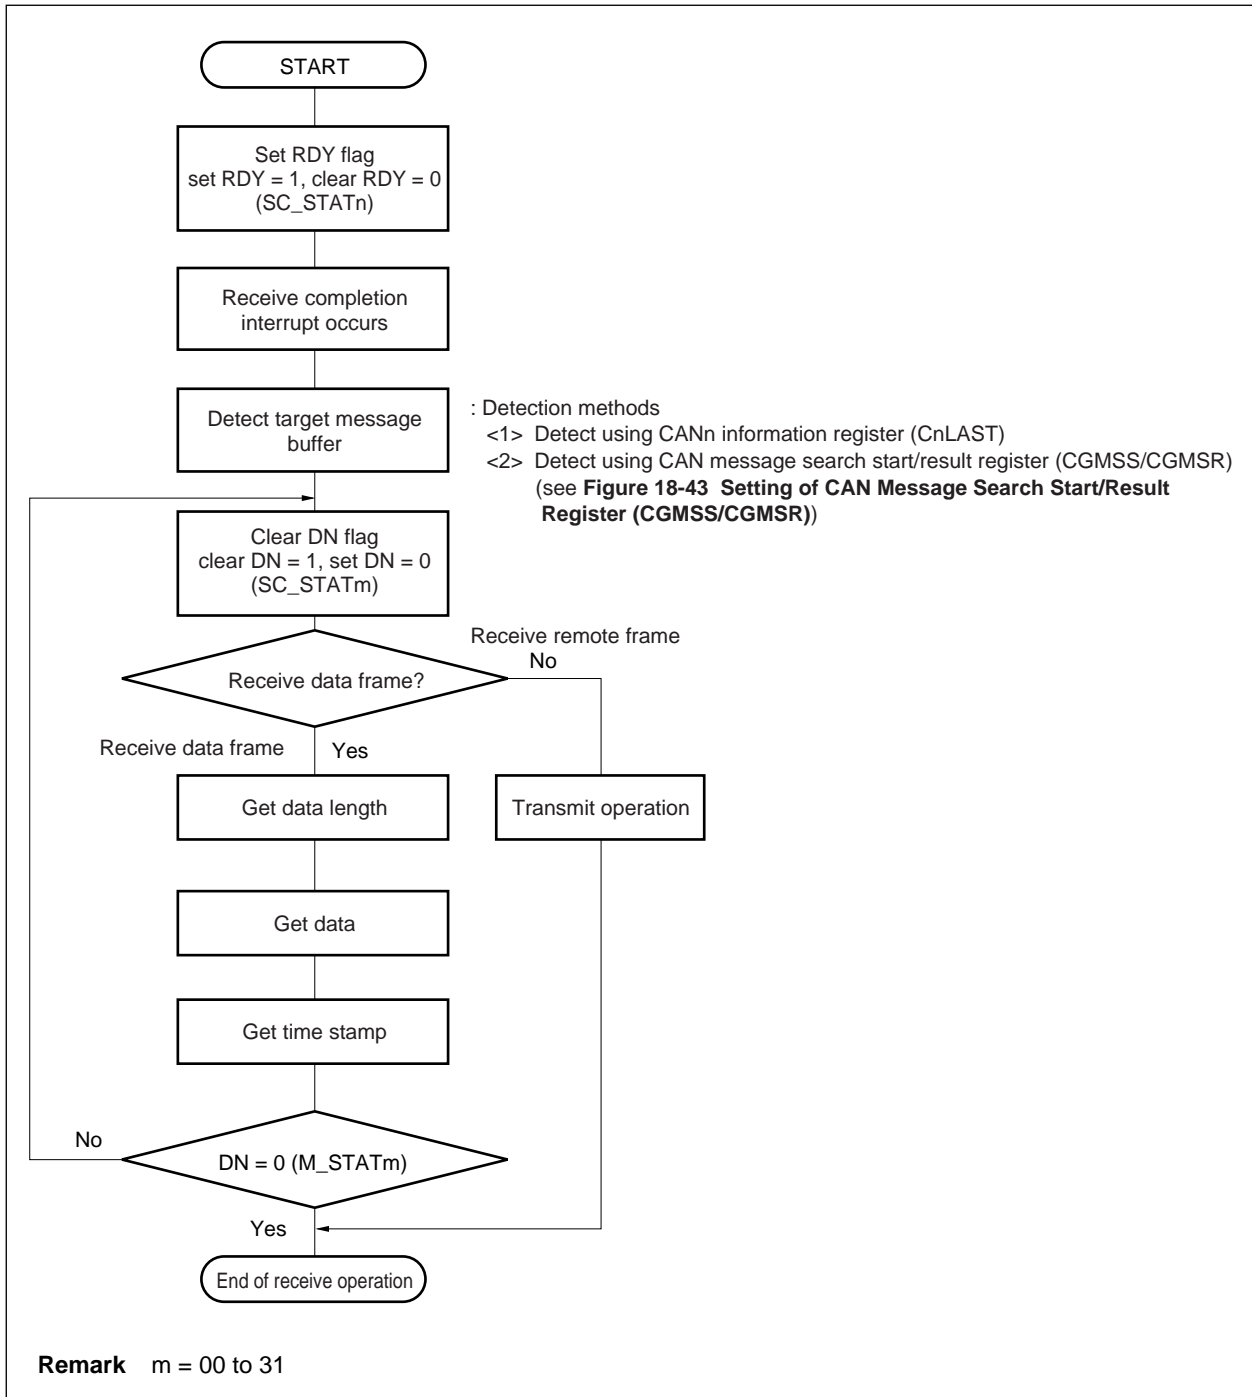 START
Set RDY flag
set RDY = 1, clear RDY = 0
(SC_STATn)
Receive completion
interrupt occurs
Detect target message
buffer
: Detection methods
<1> Detect using CANn information register (CnLAST)
<2> Detect using CAN message search start/result register (CGMSS/CGMSR)
(see Figure 18-43 Setting of CAN Message Search Start/Result
Register (CGMSS/CGMSR))
Clear DN flag
clear DN = 1, set DN = 0
(SC_STATm)
Receive remote frame
No
Receive data frame?
Receive data frame
Yes
Get data length
Transmit operation
Get data
Get time stamp
No
DN = 0 (M_STATm)
Yes
End of receive operation
Remark m = 00 to 31